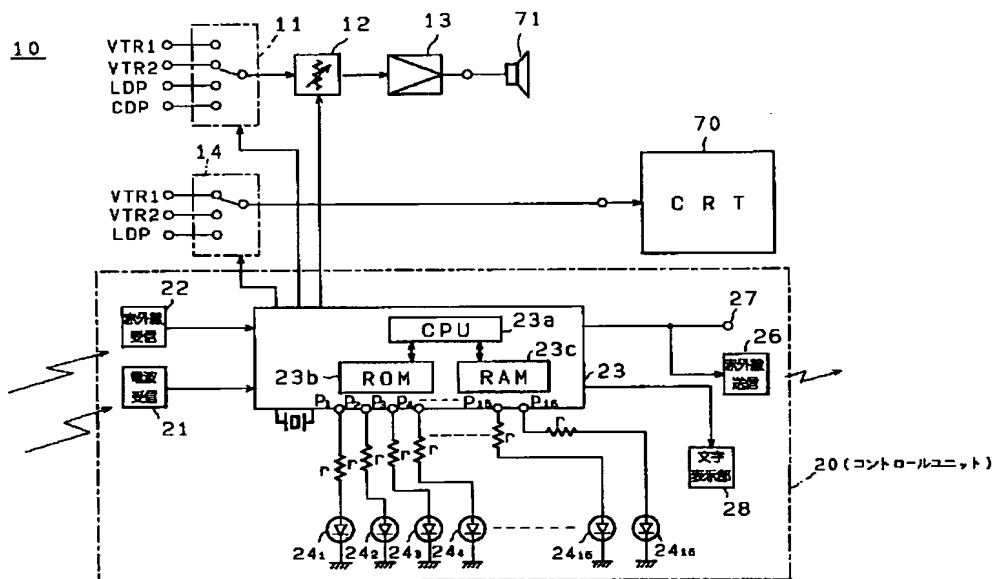 10
11
12
13
71
VTR1
VTR2
LDP
CDP
14
70
VTR1
VTR2
LDP
CRT
22
赤外線
受信
電波
受信
21
CPU
23a
23b
ROM
23c
RAM
23
27
26
赤外線
送信
文字
表示部
28
20(コントロールユニット)
P1 P2 P3 P4 P15 P16
r r r r r r
241 242 243 244 2415 2416